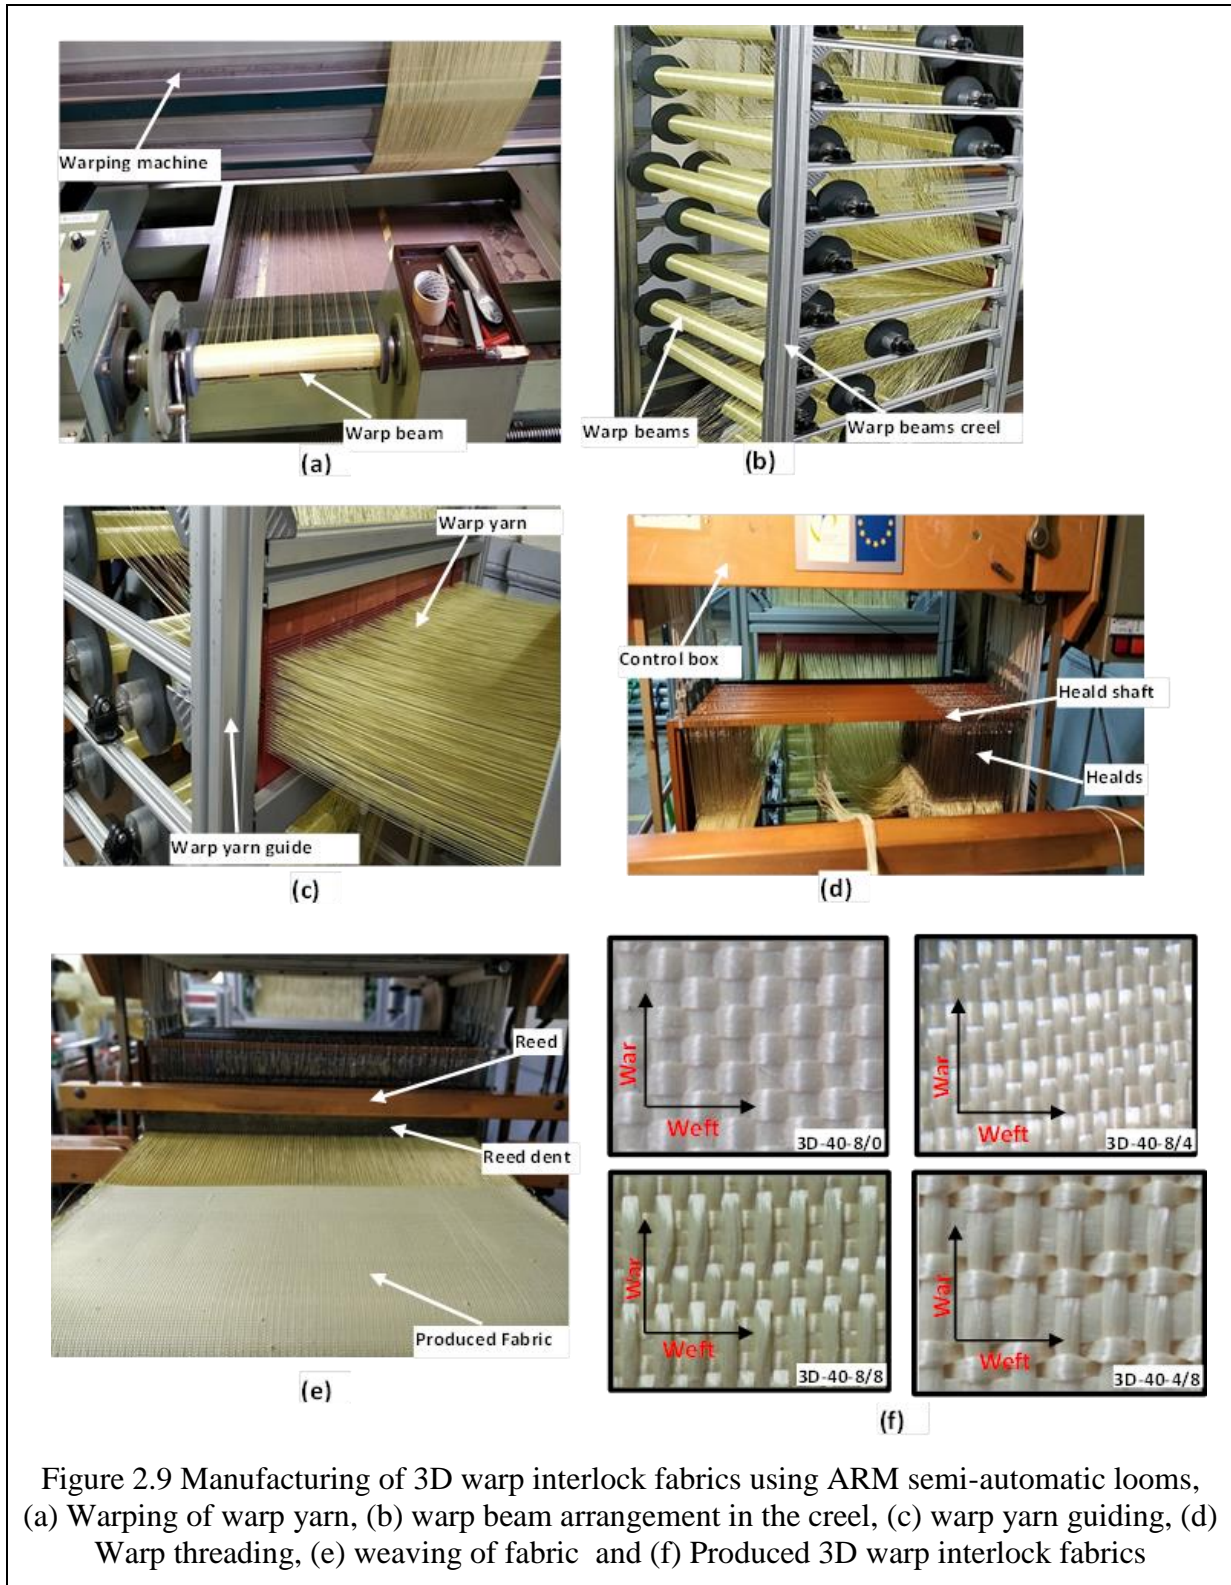 Warping machine
Warp beam
(a)
Warp beams
Warp beams creel
(b)
Warp yarn
Warp yarn guide
(c)
Control box
Heald shaft
Healds
(d)
Reed
Reed dent
Produced Fabric
(e)
War
Weft
3D-40-8/0
War
Weft
3D-40-8/4
War
Weft
3D-40-8/8
War
Weft
3D-40-4/8
(f)
Figure 2.9 Manufacturing of 3D warp interlock fabrics using ARM semi-automatic looms,
(a) Warping of warp yarn, (b) warp beam arrangement in the creel, (c) warp yarn guiding, (d)
Warp threading, (e) weaving of fabric and (f) Produced 3D warp interlock fabrics